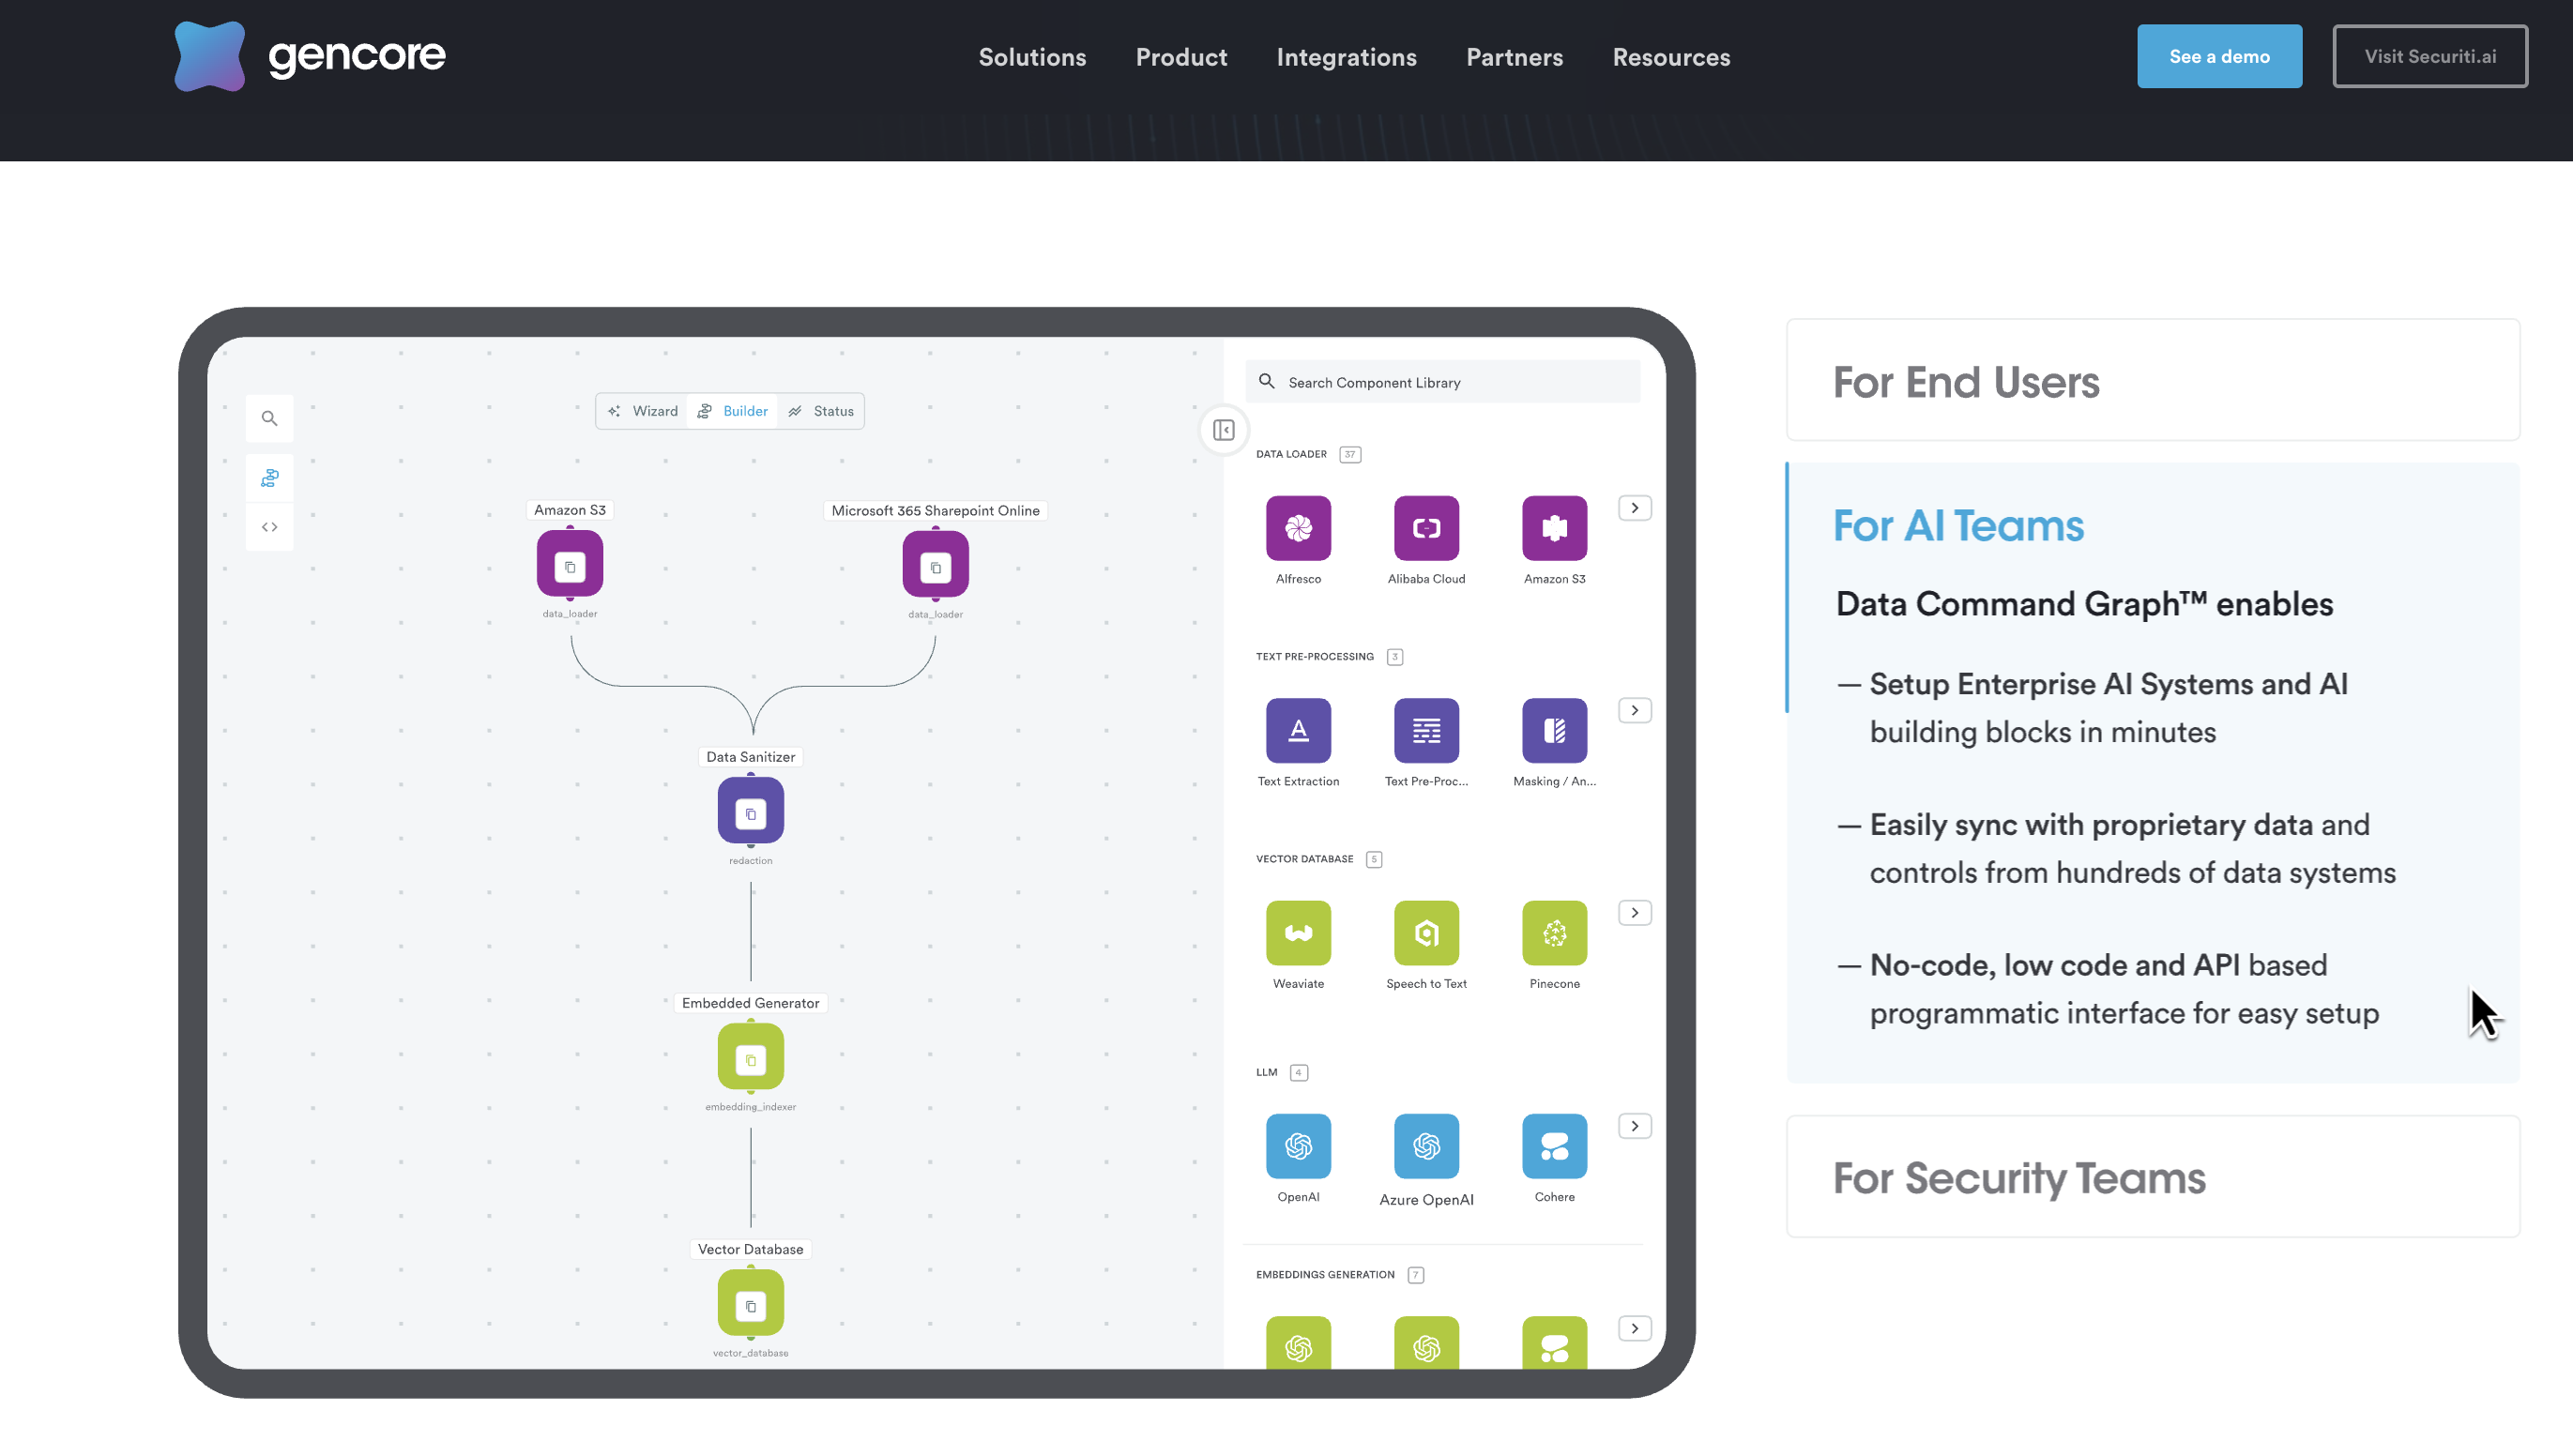 gencore
Solutions
Product
Integrations
Partners
Resources
See a demo
Visit Securiti.ai
Wizard
Builder
Status
Amazon S3
data_loader
Microsoft 365 Sharepoint Online
data_loader
Data Sanitizer
redaction
Embedded Generator
embedding_indexer
Vector Database
vector_database
Search Component Library
DATA LOADER 37
Alfresco
Alibaba Cloud
Amazon S3
TEXT PRE-PROCESSING 3
Text Extraction
Text Pre-Proc...
Masking / An...
VECTOR DATABASE 5
Weaviate
Speech to Text
Pinecone
LLM 4
OpenAI
Azure OpenAI
Cohere
EMBEDDINGS GENERATION 7
For End Users
For AI Teams
Data Command Graph™ enables
— Setup Enterprise AI Systems and AI
building blocks in minutes
— Easily sync with proprietary data and
controls from hundreds of data systems
— No-code, low code and API based
programmatic interface for easy setup
For Security Teams